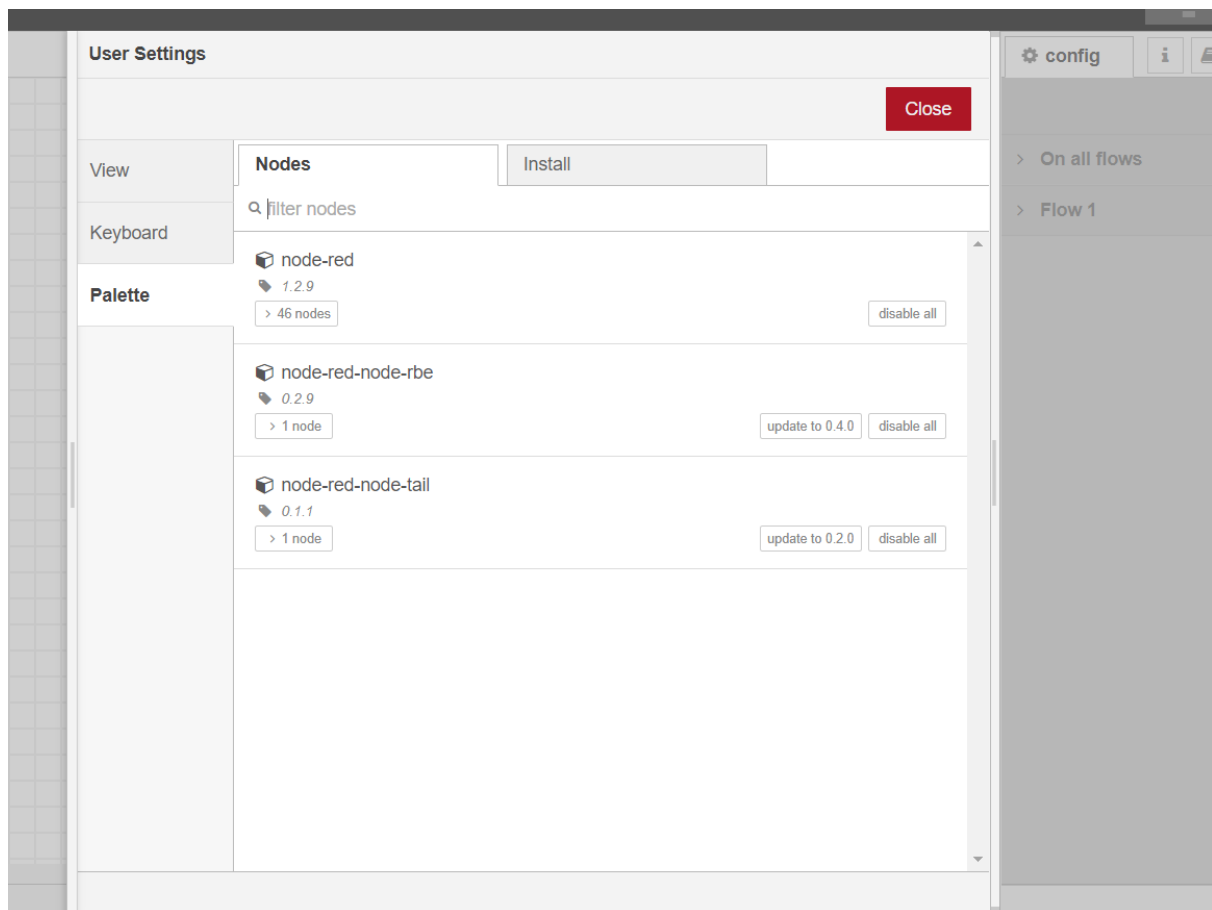 User Settings
config
i
Close
View
Keyboard
Palette
Nodes
Install
filter nodes
node-red
1.2.9
> 46 nodes
disable all
node-red-node-rbe
0.2.9
> 1 node
update to 0.4.0
disable all
node-red-node-tail
0.1.1
> 1 node
update to 0.2.0
disable all
> On all flows
> Flow 1